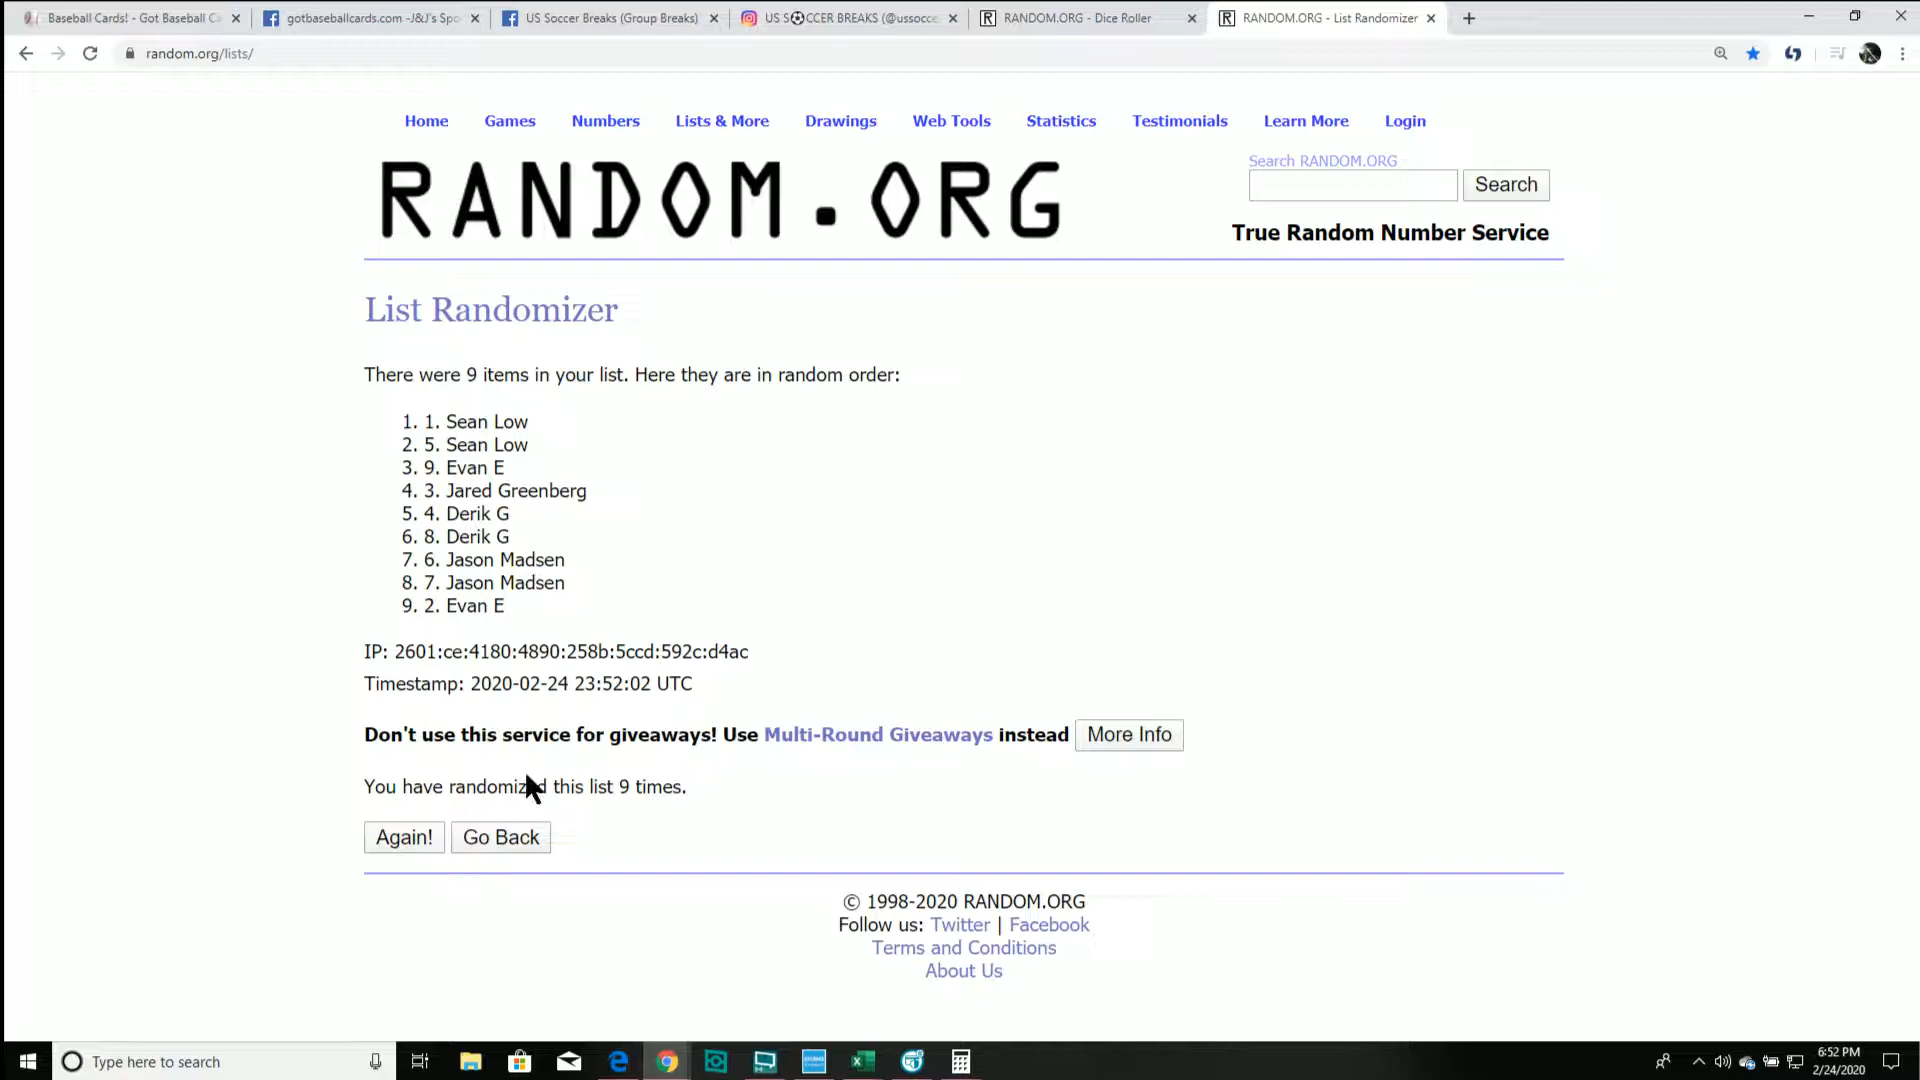 Baseball Cards! - Got Baseball C
gotbaseballcards.com -J&J's Spo
US Soccer Breaks (Group Breaks)
US S⚽CCER BREAKS (@ussocce
RANDOM.ORG - Dice Roller
RANDOM.ORG - List Randomizer
random.org/lists/
Home Games Numbers Lists & More Drawings Web Tools Statistics Testimonials Learn More Login
RANDOM.ORG
Search RANDOM.ORG
Search
True Random Number Service
List Randomizer
There were 9 items in your list. Here they are in random order:
1. 1. Sean Low
2. 5. Sean Low
3. 9. Evan E
4. 3. Jared Greenberg
5. 4. Derik G
6. 8. Derik G
7. 6. Jason Madsen
8. 7. Jason Madsen
9. 2. Evan E
IP: 2601:ce:4180:4890:258b:5ccd:592c:d4ac
Timestamp: 2020-02-24 23:52:02 UTC
Don't use this service for giveaways! Use Multi-Round Giveaways instead More Info
You have randomized this list 9 times.
Again! Go Back
© 1998-2020 RANDOM.ORG
Follow us: Twitter | Facebook
Terms and Conditions
About Us
Type here to search
6:52 PM
2/24/2020